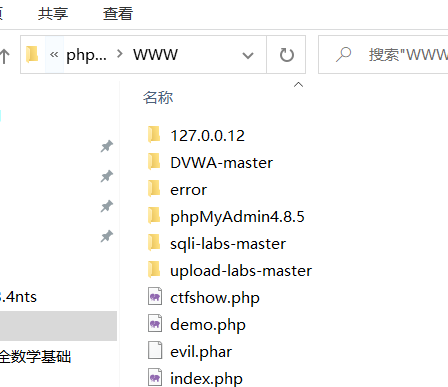 共享 查看
« php... > WWW 搜索"WWW
名称
127.0.0.12
DVWA-master
error
phpMyAdmin4.8.5
sqli-labs-master
upload-labs-master
.4nts
ctfshow.php
demo.php
全数学基础
evil.phar
index.php